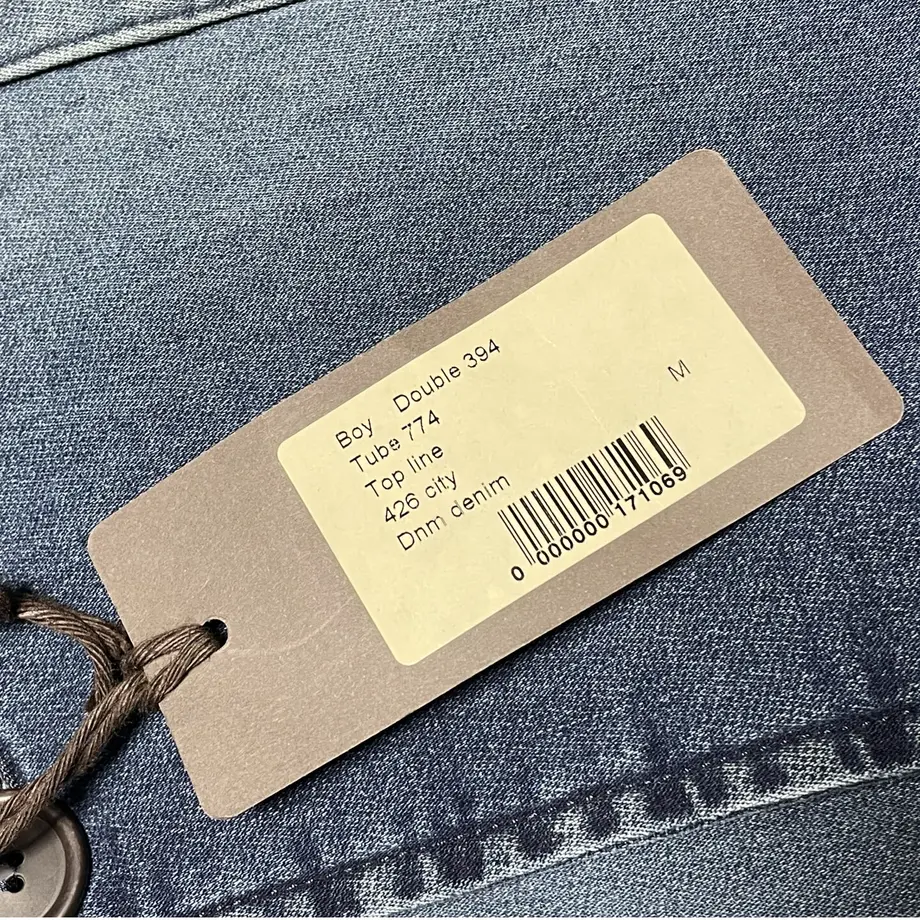 Boy Double 394
Tube 774
Top line
426 city
Dnm denim
M
0 000000 171069